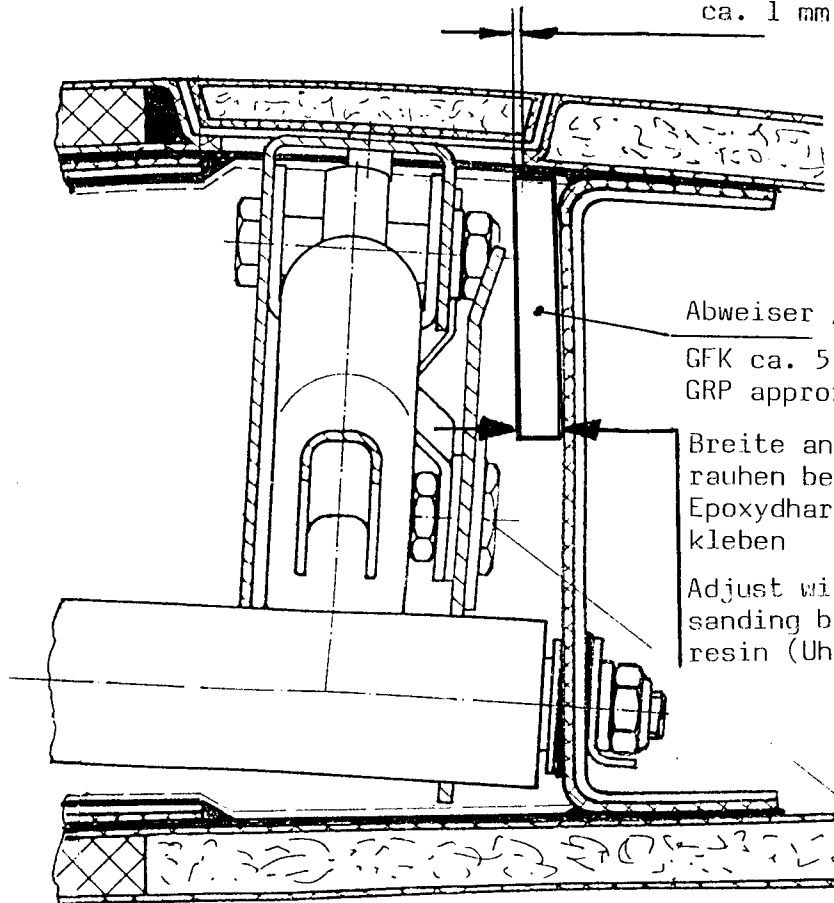 ca. 1 mm
Abweiser
GFK ca. 5
GRP appro
Breite an
rauhen be
Epoxydhar
kleben
Adjust wi
sanding b
resin (Uh